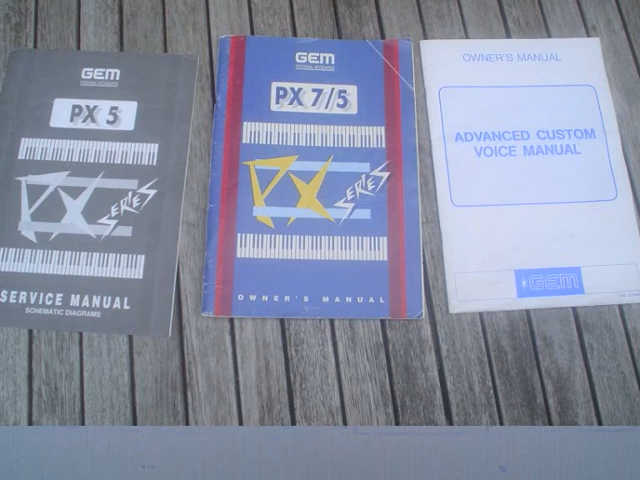 GEM
PX 5
PX
SERIES
SERVICE MANUAL
SCHEMATIC DIAGRAMS
GEM
PX 7/5
PX
SERIES
OWNER'S MANUAL
OWNER'S MANUAL
ADVANCED CUSTOM
VOICE MANUAL
GEM